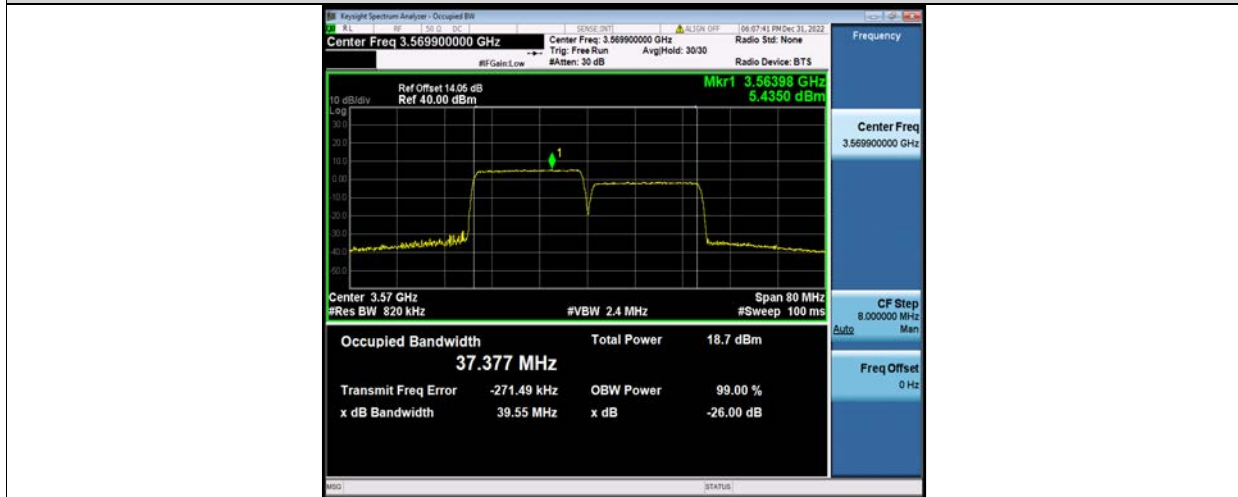 Keysight Spectrum Analyzer - Occupied BW
RL RF 50 Ω DC SENSE:INT ALIGN OFF 06:07:41 PM Dec 31, 2022
Center Freq 3.569900000 GHz
Center Freq: 3.569900000 GHz
Radio Std: None
Trig: Free Run Avg|Hold: 30/30
#IFGain:Low #Atten: 30 dB Radio Device: BTS
Frequency
Ref Offset 14.05 dB
10 dB/div Ref 40.00 dBm
Mkr1 3.56398 GHz
5.4350 dBm
Log
30.0
20.0
10.0
0.00
-10.0
-20.0
-30.0
-40.0
-50.0
1
Center 3.57 GHz Span 80 MHz
#Res BW 820 kHz #VBW 2.4 MHz #Sweep 100 ms
Occupied Bandwidth
37.377 MHz
Total Power 18.7 dBm
Transmit Freq Error -271.49 kHz OBW Power 99.00 %
x dB Bandwidth 39.55 MHz x dB -26.00 dB
Center Freq
3.569900000 GHz
CF Step
8.000000 MHz
Auto Man
Freq Offset
0 Hz
MSG STATUS